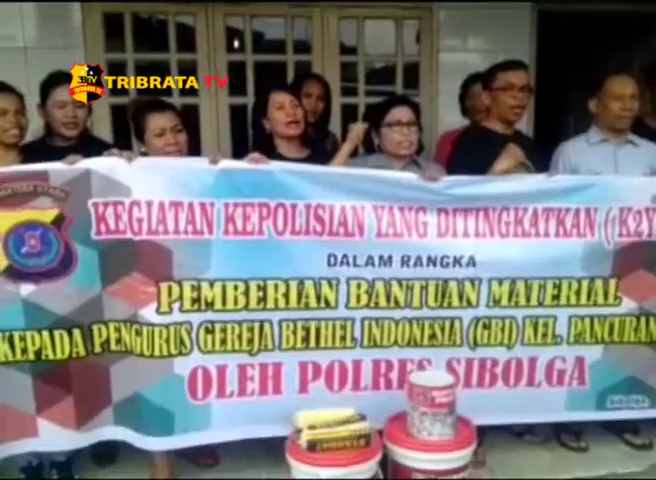 TRIBRATA TV
KEGIATAN KEPOLISIAN YANG DITINGKATKAN (K2Y
DALAM RANGKA
PEMBERIAN BANTUAN MATERIAL
KEPADA PENGURUS GEREJA BETHEL INDONESIA (GBI) KEL. PANCURAN
OLEH POLRES SIBOLGA